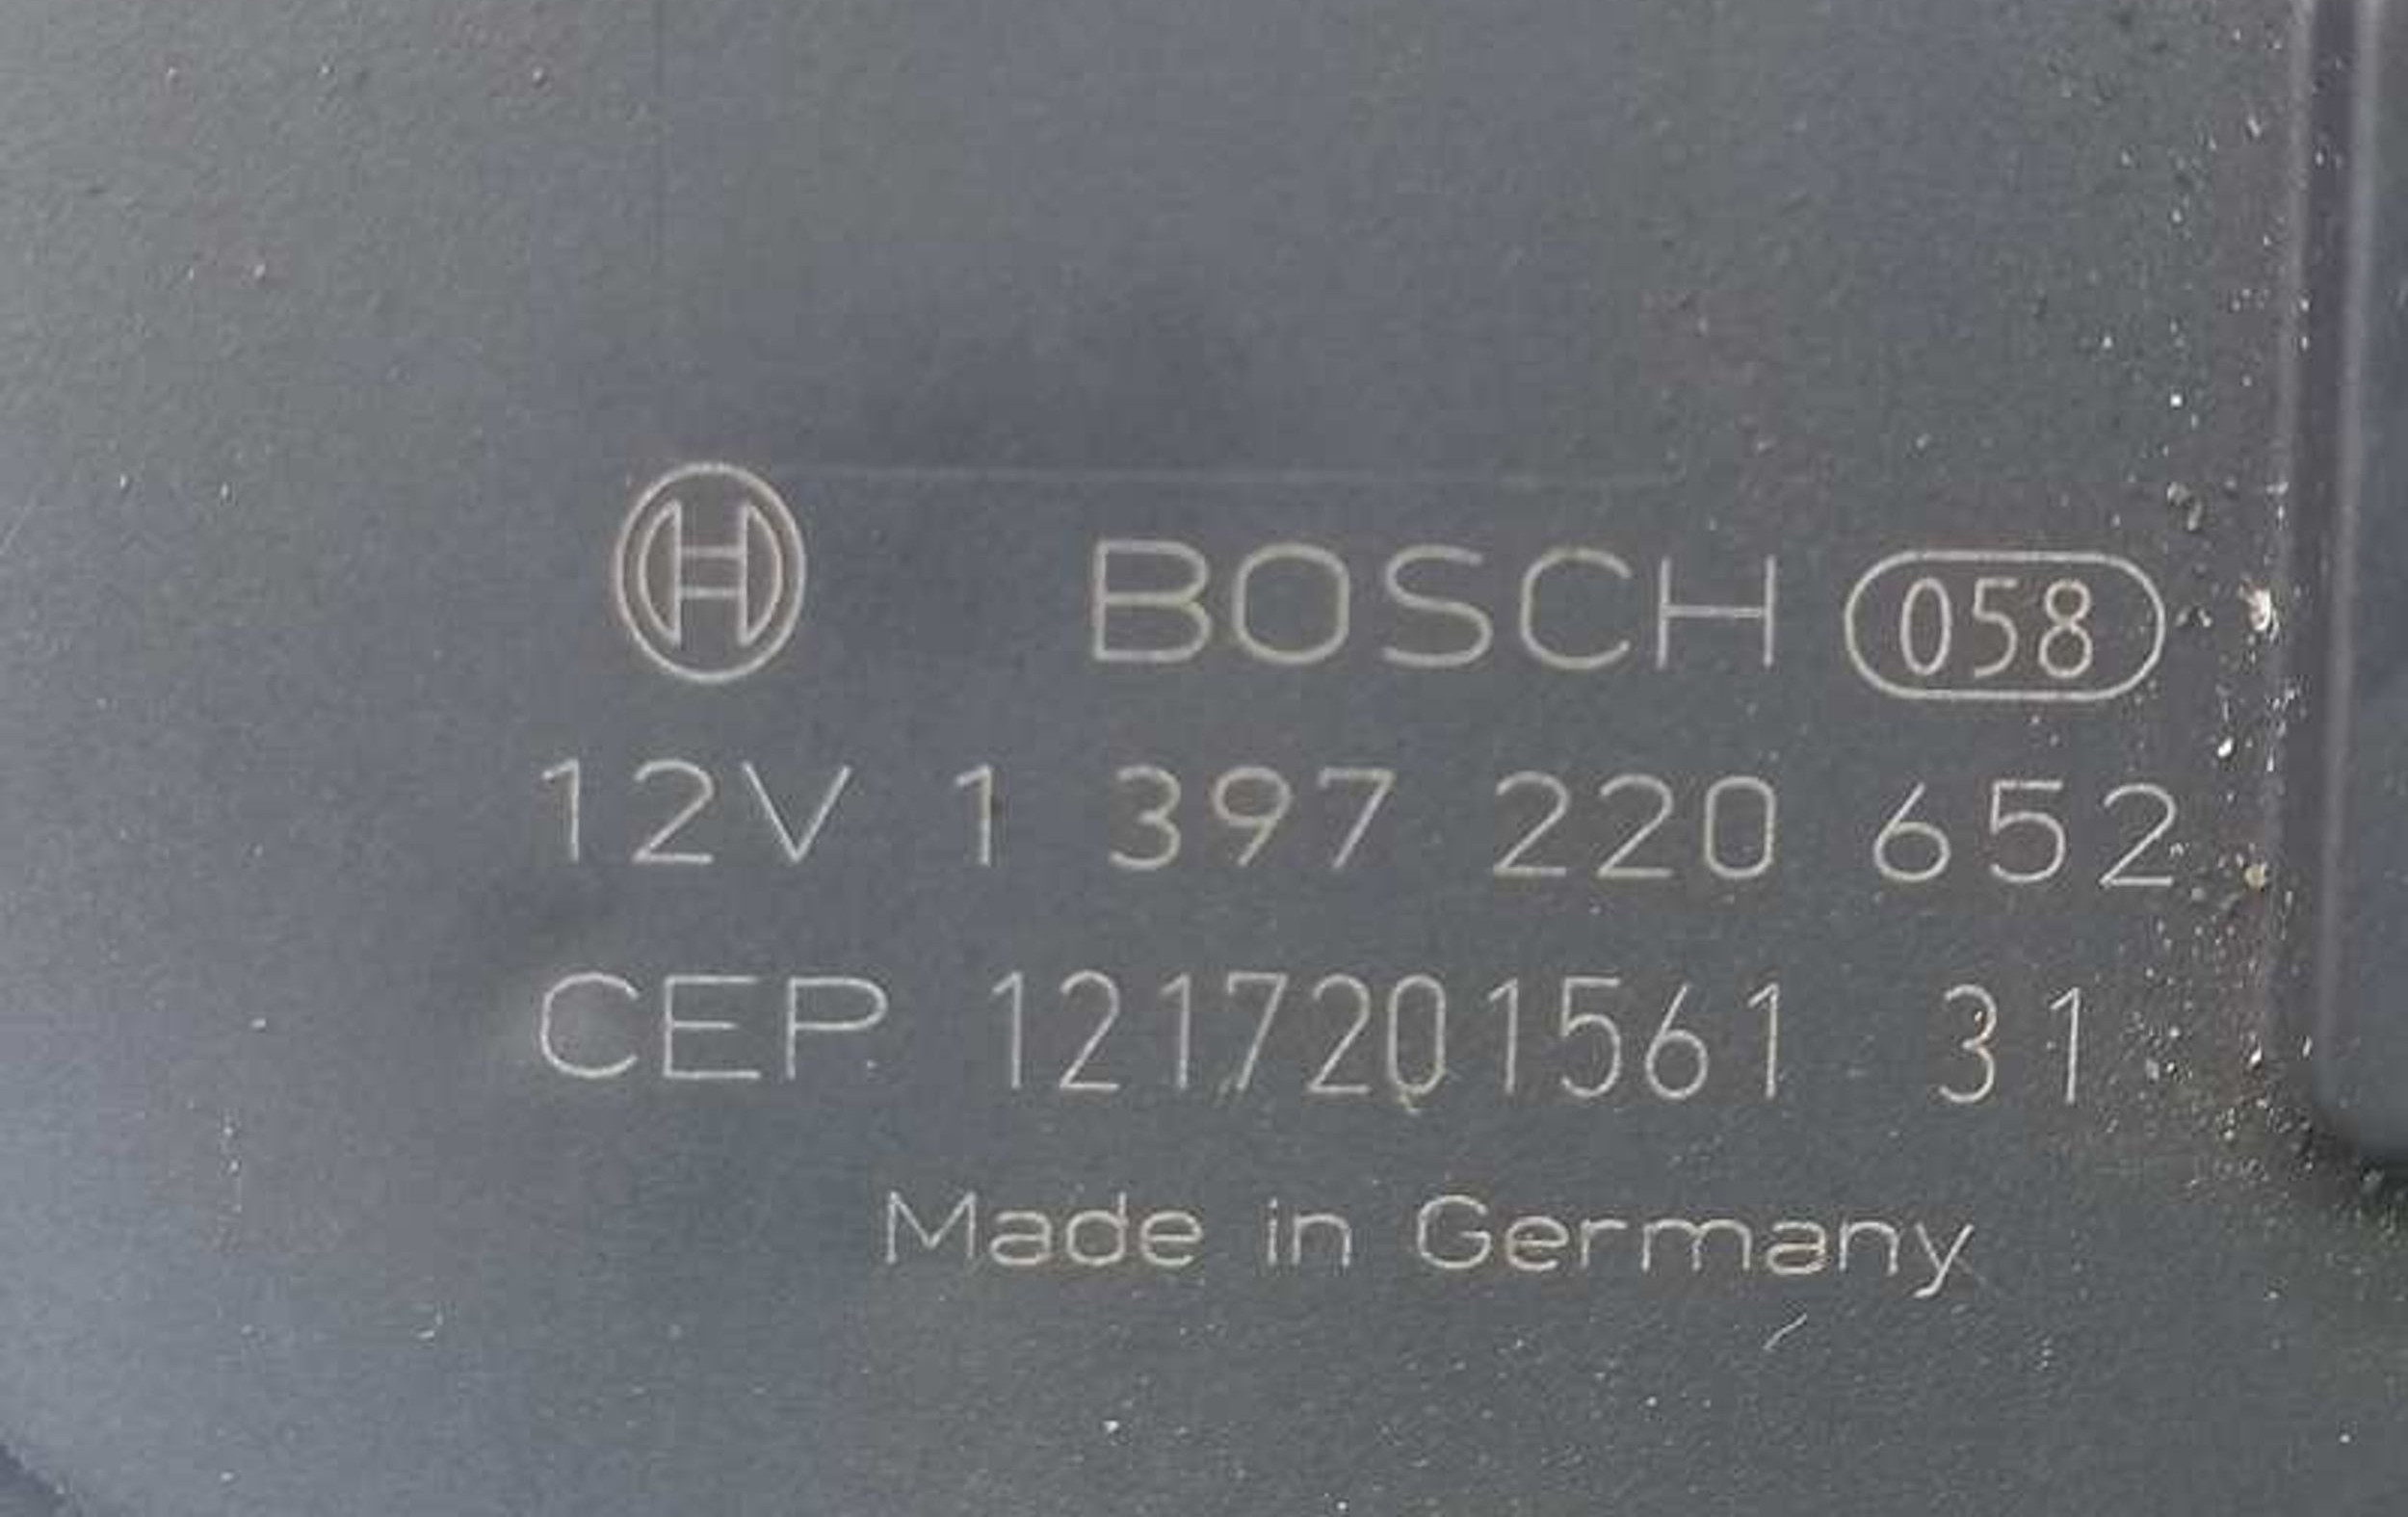 BOSCH 058
12V 1 397 220 652
CEP 1217201561 31
Made in Germany